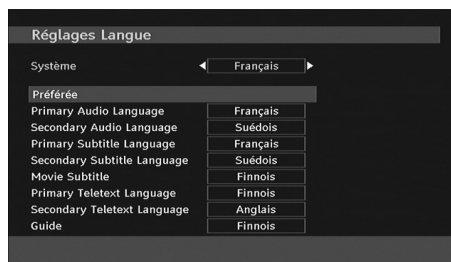 Réglages Langue
Système Français
Préférée
Primary Audio Language Français
Secondary Audio Language Suédois
Primary Subtitle Language Français
Secondary Subtitle Language Suédois
Movie Subtitle Finnois
Primary Teletext Language Finnois
Secondary Teletext Language Anglais
Guide Finnois